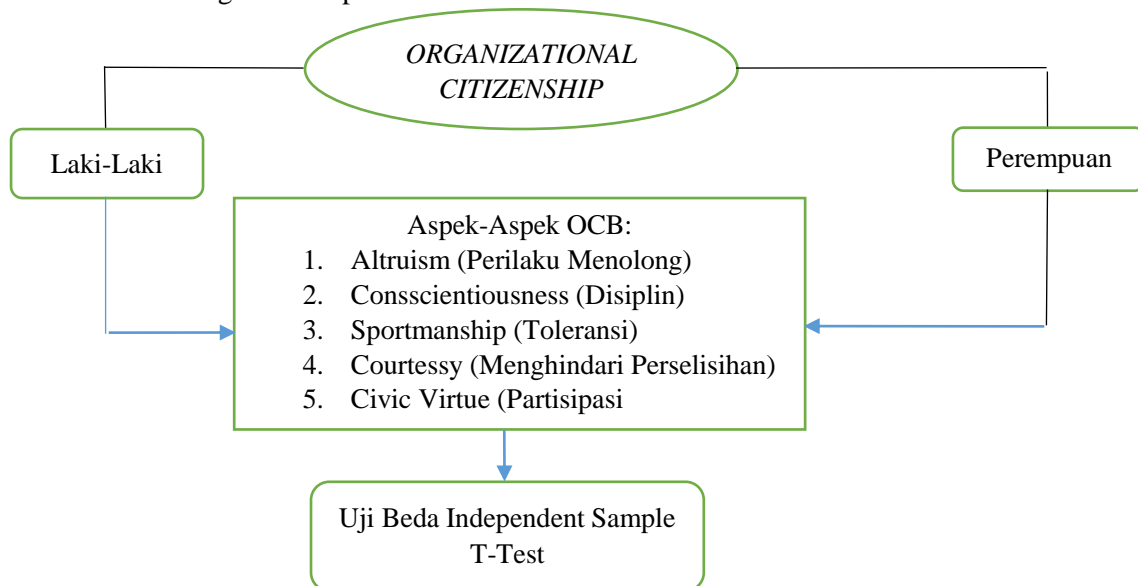 ORGANIZATIONAL
CITIZENSHIP
Laki-Laki
Perempuan
Aspek-Aspek OCB:
1. Altruism (Perilaku Menolong)
2. Consscientiousness (Disiplin)
3. Sportmanship (Toleransi)
4. Courtessy (Menghindari Perselisihan)
5. Civic Virtue (Partisipasi
Uji Beda Independent Sample
T-Test